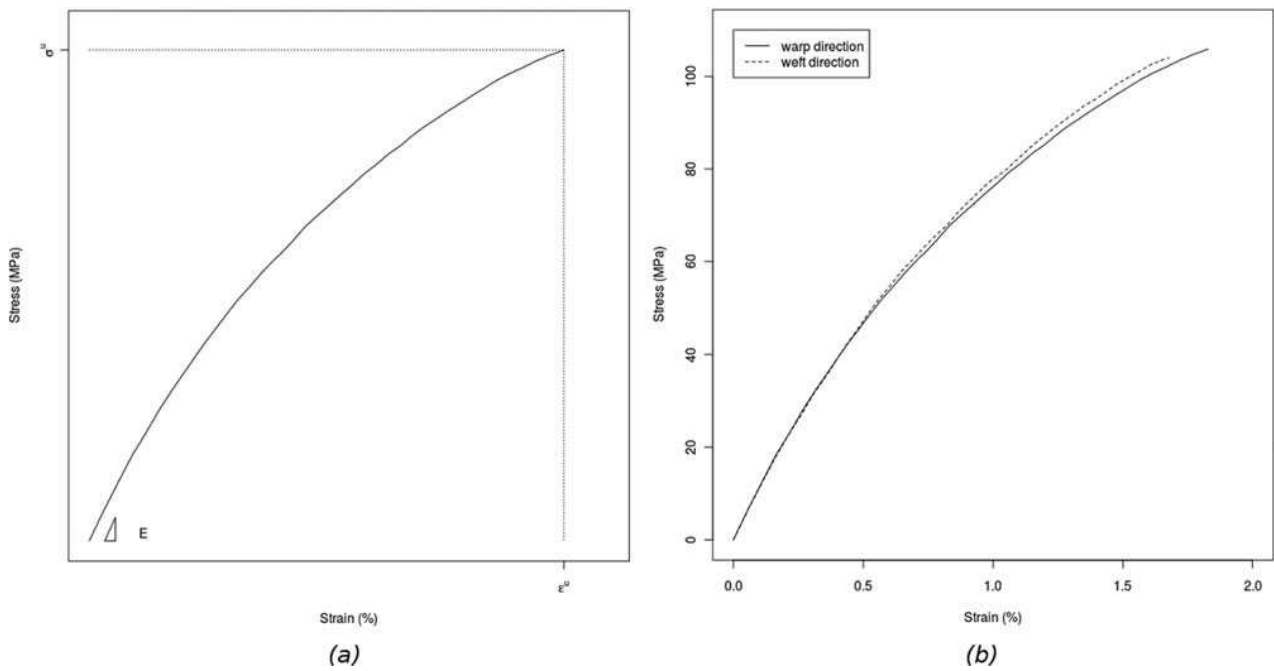 σᵘ
Stress (MPa)
E
εᵘ
Strain (%)
(a)
warp direction
weft direction
100
80
60
40
20
0
Stress (MPa)
0.0 0.5 1.0 1.5 2.0
Strain (%)
(b)